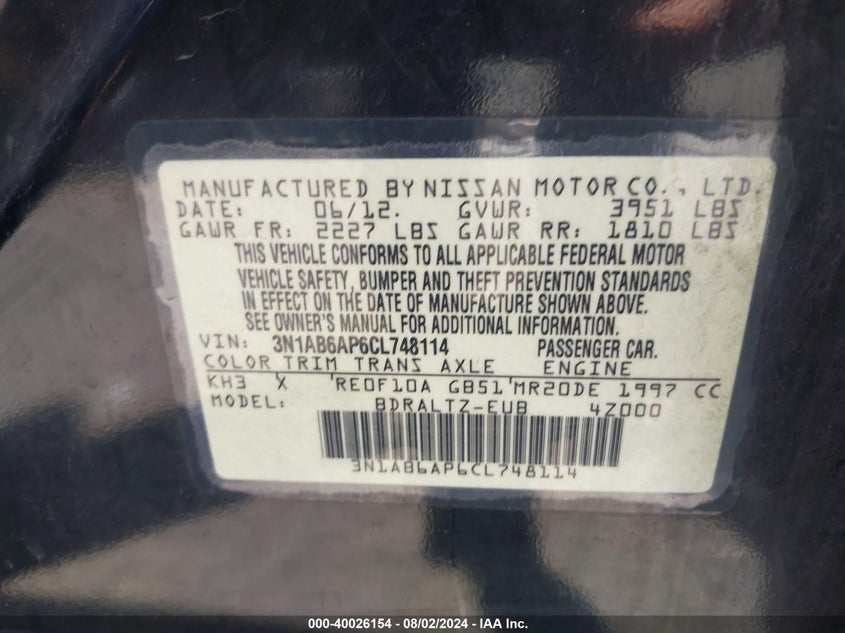 MANUFACTURED BY NISSAN MOTOR CO., LTD.
DATE: 06/12. GVWR: 3951 LBS
GAWR FR: 2227 LBS GAWR RR: 1810 LBS
THIS VEHICLE CONFORMS TO ALL APPLICABLE FEDERAL MOTOR
VEHICLE SAFETY, BUMPER AND THEFT PREVENTION STANDARDS
IN EFFECT ON THE DATE OF MANUFACTURE SHOWN ABOVE.
SEE OWNER'S MANUAL FOR ADDITIONAL INFORMATION.
VIN: 3N1AB6AP6CL748114 PASSENGER CAR.
COLOR TRIM TRANS AXLE ENGINE
KH3 X RE0F10A GB51 MR20DE 1997 CC
MODEL: BDRALTZ-EUB 4Z000
3N1AB6AP6CL748114
000-40026154 - 08/02/2024 - IAA Inc.